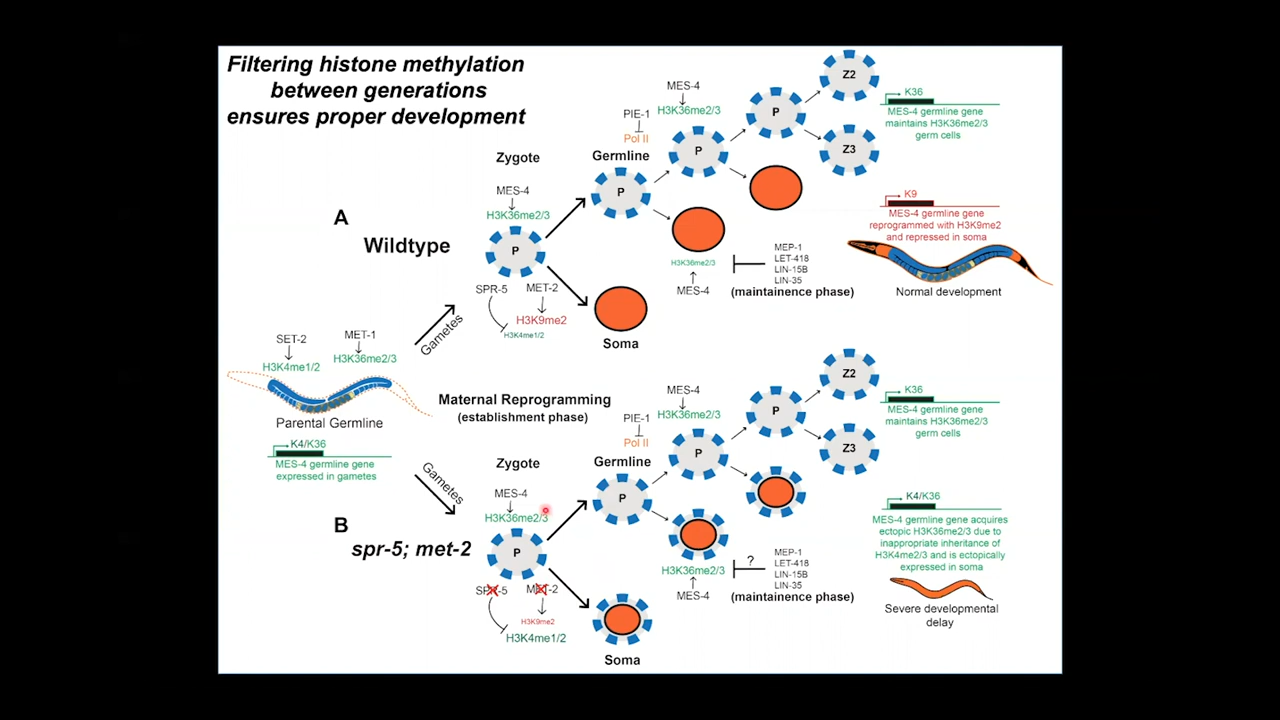 Filtering histone methylation
between generations
ensures proper development
A
Wildtype
Zygote
MES-4
H3K36me2/3
P
SPR-5
MET-2
H3K9me2
H3K4me1/2
Gametes
Soma
Germline
P
PIE-1
Pol II
MES-4
H3K36me2/3
P
P
Z2
Z3
H3K36me2/3
MES-4
MEP-1
LET-418
LIN-15B
LIN-35
(maintainence phase)
K36
MES-4 germline gene
maintains H3K36me2/3
germ cells
K9
MES-4 germline gene
reprogrammed with H3K9me2
and repressed in soma
Normal development
SET-2
H3K4me1/2
MET-1
H3K36me2/3
Parental Germline
K4/K36
MES-4 germline gene
expressed in gametes
Maternal Reprogramming
(establishment phase)
Gametes
B
spr-5; met-2
Zygote
MES-4
H3K36me2/3
P
SPR-5
MET-2
H3K9me2
H3K4me1/2
Soma
Germline
P
PIE-1
Pol II
MES-4
H3K36me2/3
P
P
Z2
Z3
H3K36me2/3
MES-4
?
MEP-1
LET-418
LIN-15B
LIN-35
(maintainence phase)
K36
MES-4 germline gene
maintains H3K36me2/3
germ cells
K4/K36
MES-4 germline gene acquires
ectopic H3K36me2/3 due to
inappropriate inheritance of
H3K4me2/3 and is ectopically
expressed in soma
Severe developmental
delay